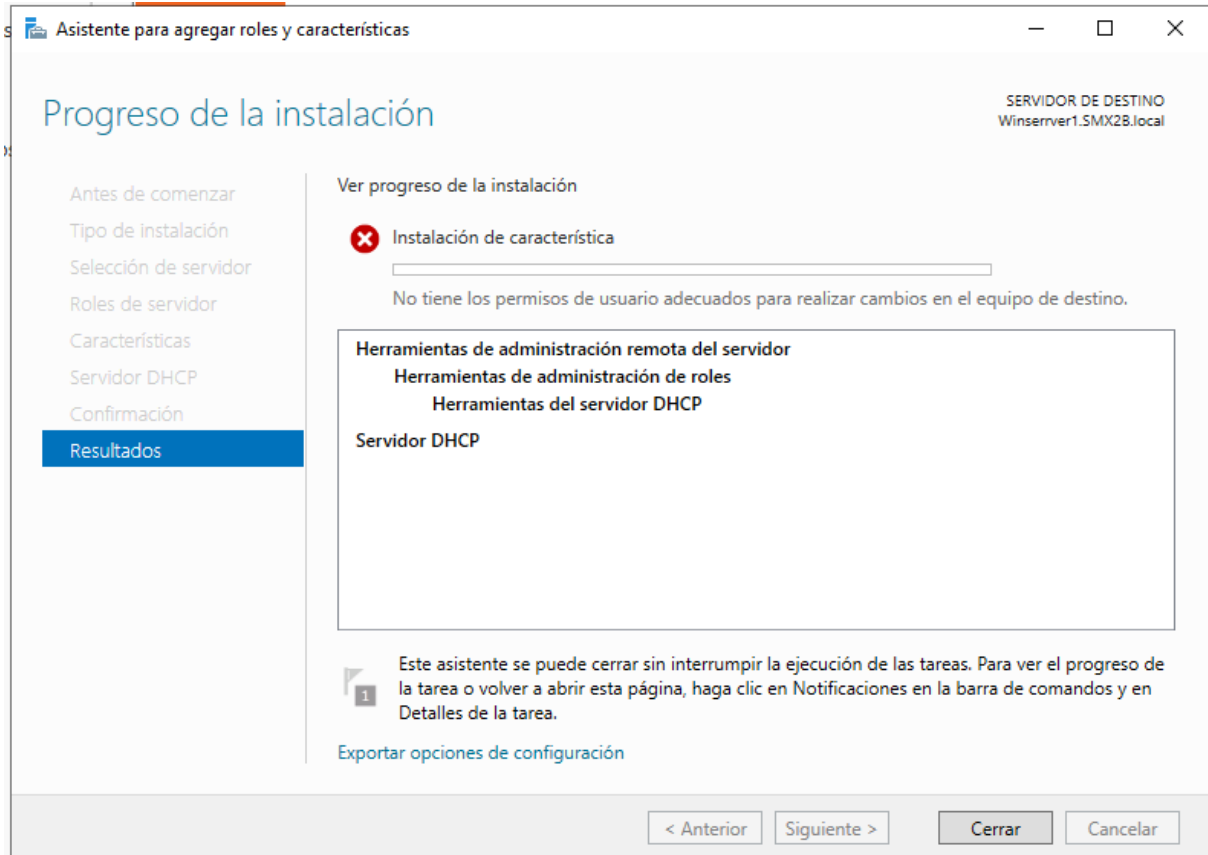 Asistente para agregar roles y características
Progreso de la instalación
SERVIDOR DE DESTINO
Winserrver1.SMX2B.local
Antes de comenzar
Tipo de instalación
Selección de servidor
Roles de servidor
Características
Servidor DHCP
Confirmación
Resultados
Ver progreso de la instalación
Instalación de característica
No tiene los permisos de usuario adecuados para realizar cambios en el equipo de destino.
Herramientas de administración remota del servidor
Herramientas de administración de roles
Herramientas del servidor DHCP
Servidor DHCP
1
Este asistente se puede cerrar sin interrumpir la ejecución de las tareas. Para ver el progreso de
la tarea o volver a abrir esta página, haga clic en Notificaciones en la barra de comandos y en
Detalles de la tarea.
Exportar opciones de configuración
< Anterior
Siguiente >
Cerrar
Cancelar